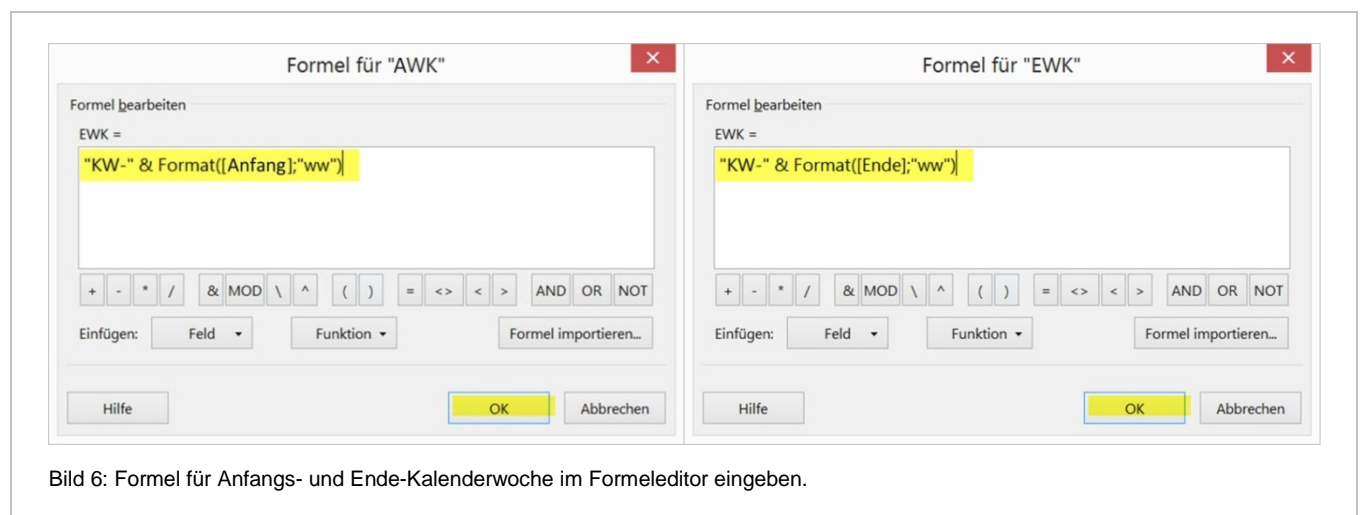 Formel für "AWK"
Formel bearbeiten
EWK =
"KW-" & Format([Anfang];"ww")
+ - * / & MOD \ ^ ( ) = <> < > AND OR NOT
Einfügen: Feld Funktion Formel importieren...
Hilfe OK Abbrechen
Formel für "EWK"
Formel bearbeiten
EWK =
"KW-" & Format([Ende];"ww")
+ - * / & MOD \ ^ ( ) = <> < > AND OR NOT
Einfügen: Feld Funktion Formel importieren...
Hilfe OK Abbrechen
Bild 6: Formel für Anfangs- und Ende-Kalenderwoche im Formeleditor eingeben.